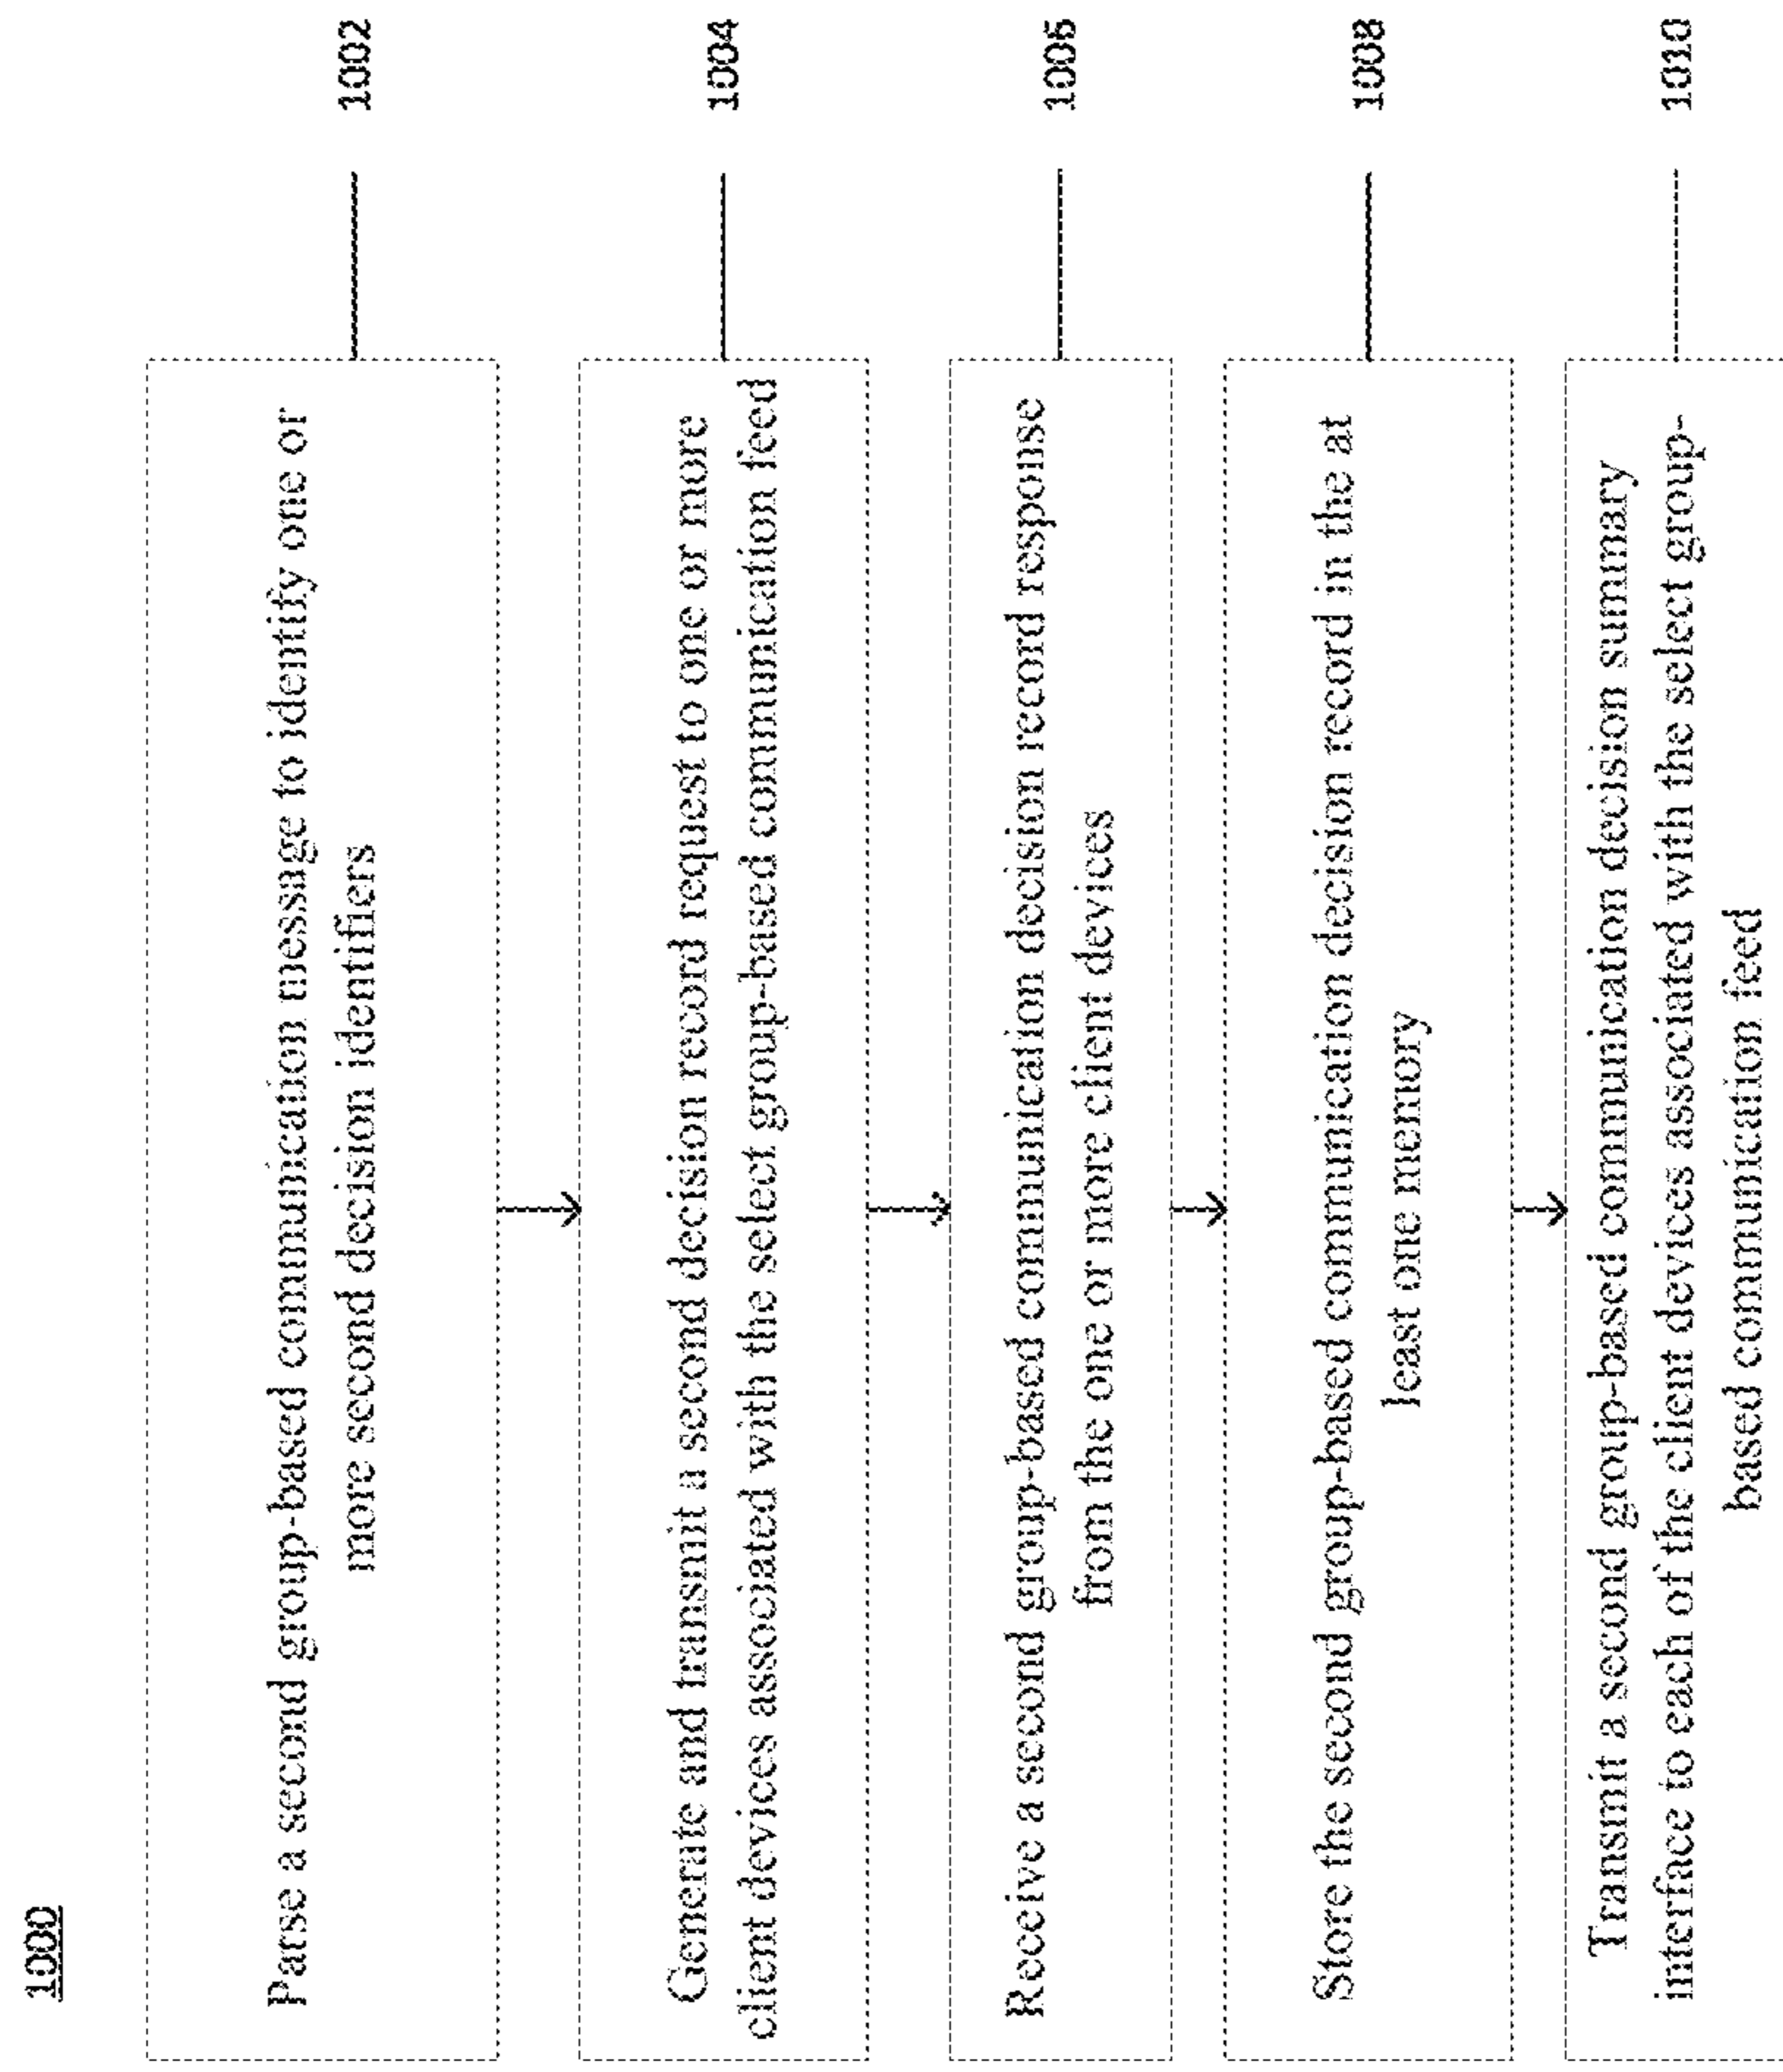 1000
Parse a second group-based communication message to identify one or
more second decision identifiers
1002
Generate and transmit a second decision record request to one or more
client devices associated with the select group-based communication feed
1004
Receive a second group-based communication decision record response
from the one or more client devices
1006
Store the second group-based communication decision record in the at
least one memory
1008
Transmit a second group-based communication decision summary
interface to each of the client devices associated with the select group-
based communication feed
1010